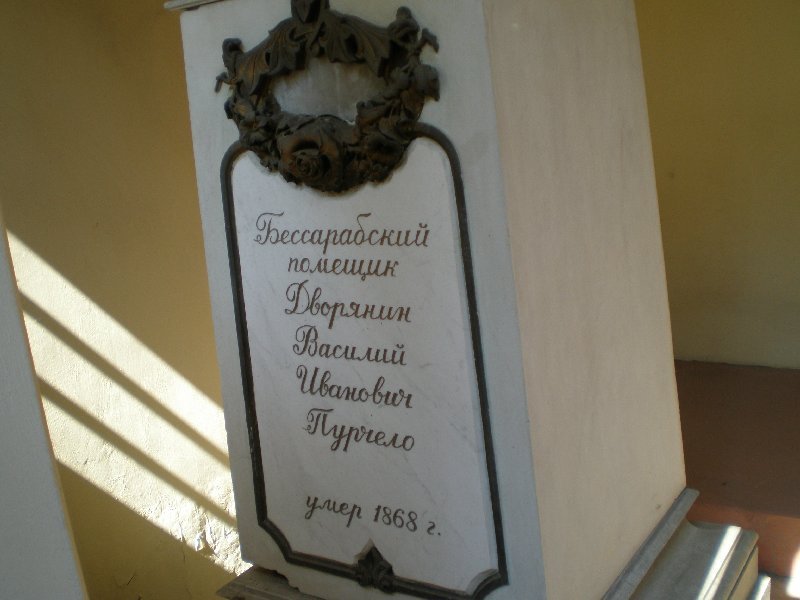 Бессарабский
помещик
Дворянин
Василий
Иванович
Пурчело
умер 1868 г.